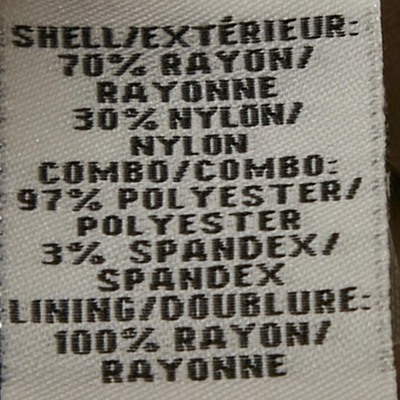 SHELL/EXTÉRIEUR:
70% RAYON/
RAYONNE
30% NYLON/
NYLON
COMBO/COMBO:
97% POLYESTER/
POLYESTER
3% SPANDEX/
SPANDEX
LINING/DOUBLURE:
100% RAYON/
RAYONNE